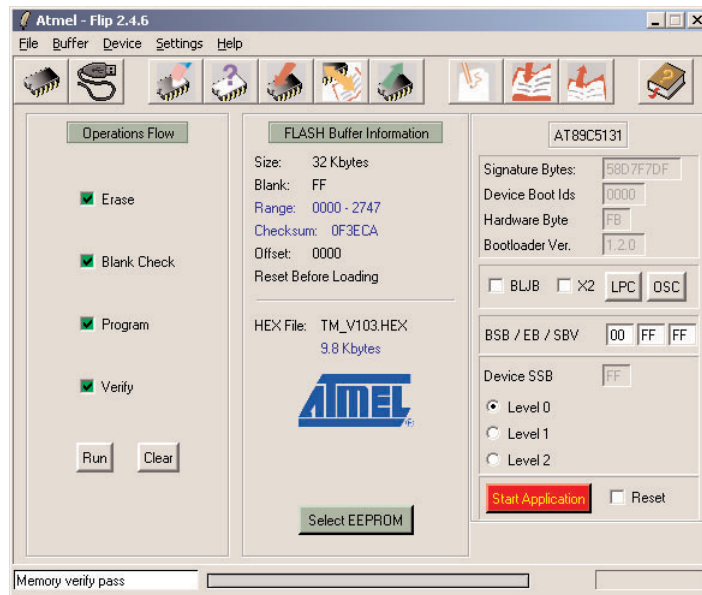 Atmel - Flip 2.4.6
File Buffer Device Settings Help
Operations Flow
Erase
Blank Check
Program
Verify
Run Clear
FLASH Buffer Information
Size: 32 Kbytes
Blank: FF
Range: 0000 - 2747
Checksum: 0F3ECA
Offset: 0000
Reset Before Loading
HEX File: TM_V103.HEX
9.8 Kbytes
ATMEL
®
Select EEPROM
AT89C5131
Signature Bytes: 58D7F7DF
Device Boot Ids 0000
Hardware Byte FB
Bootloader Ver. 1.2.0
BLJB X2 LPC OSC
BSB / EB / SBV 00 FF FF
Device SSB FF
Level 0
Level 1
Level 2
Start Application Reset
Memory verify pass